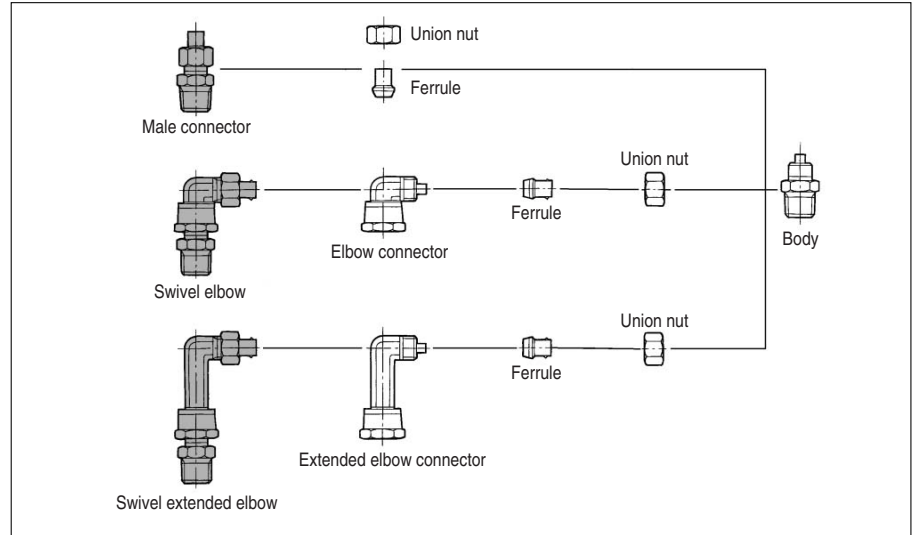 Union nut
Ferrule
Male connector
Union nut
Ferrule
Elbow connector
Body
Swivel elbow
Union nut
Ferrule
Extended elbow connector
Swivel extended elbow